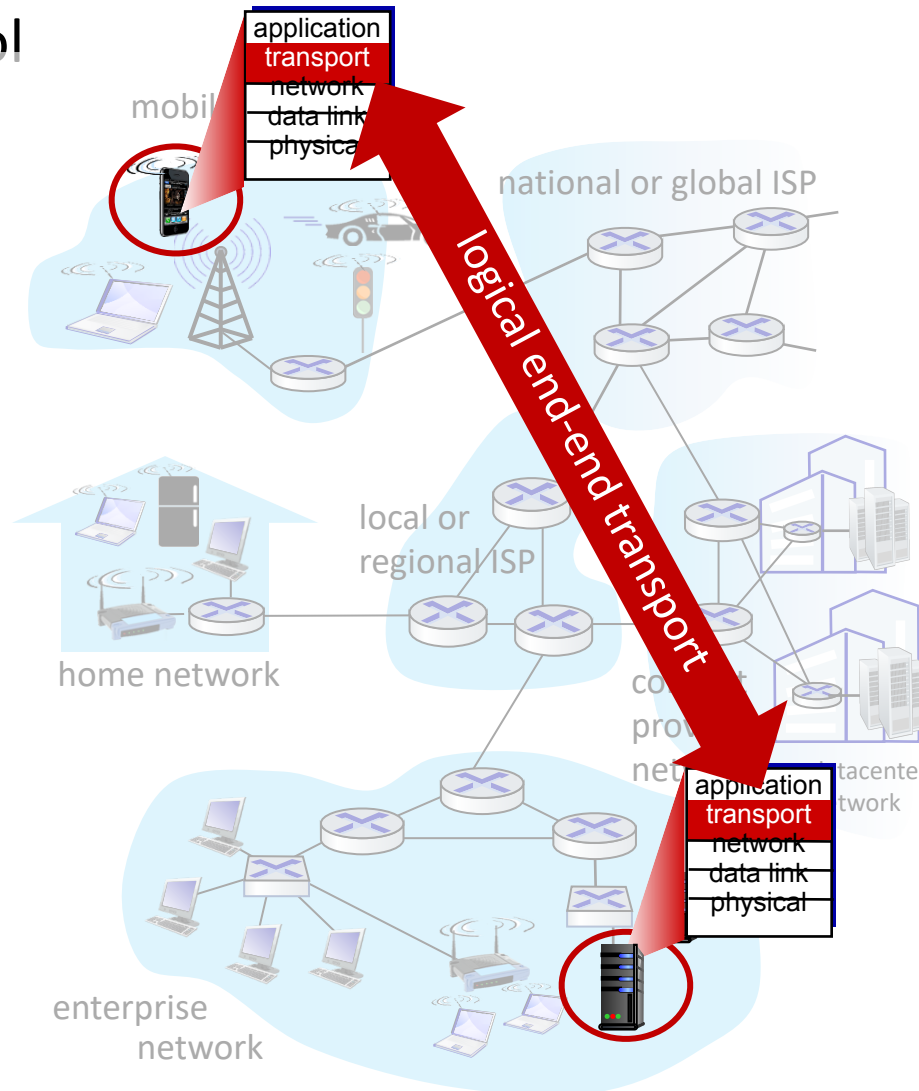 application
transport
network
data link
physical
national or global ISP
logical end-end transport
local or
regional ISP
home network
application
transport
network
data link
physical
enterprise
network